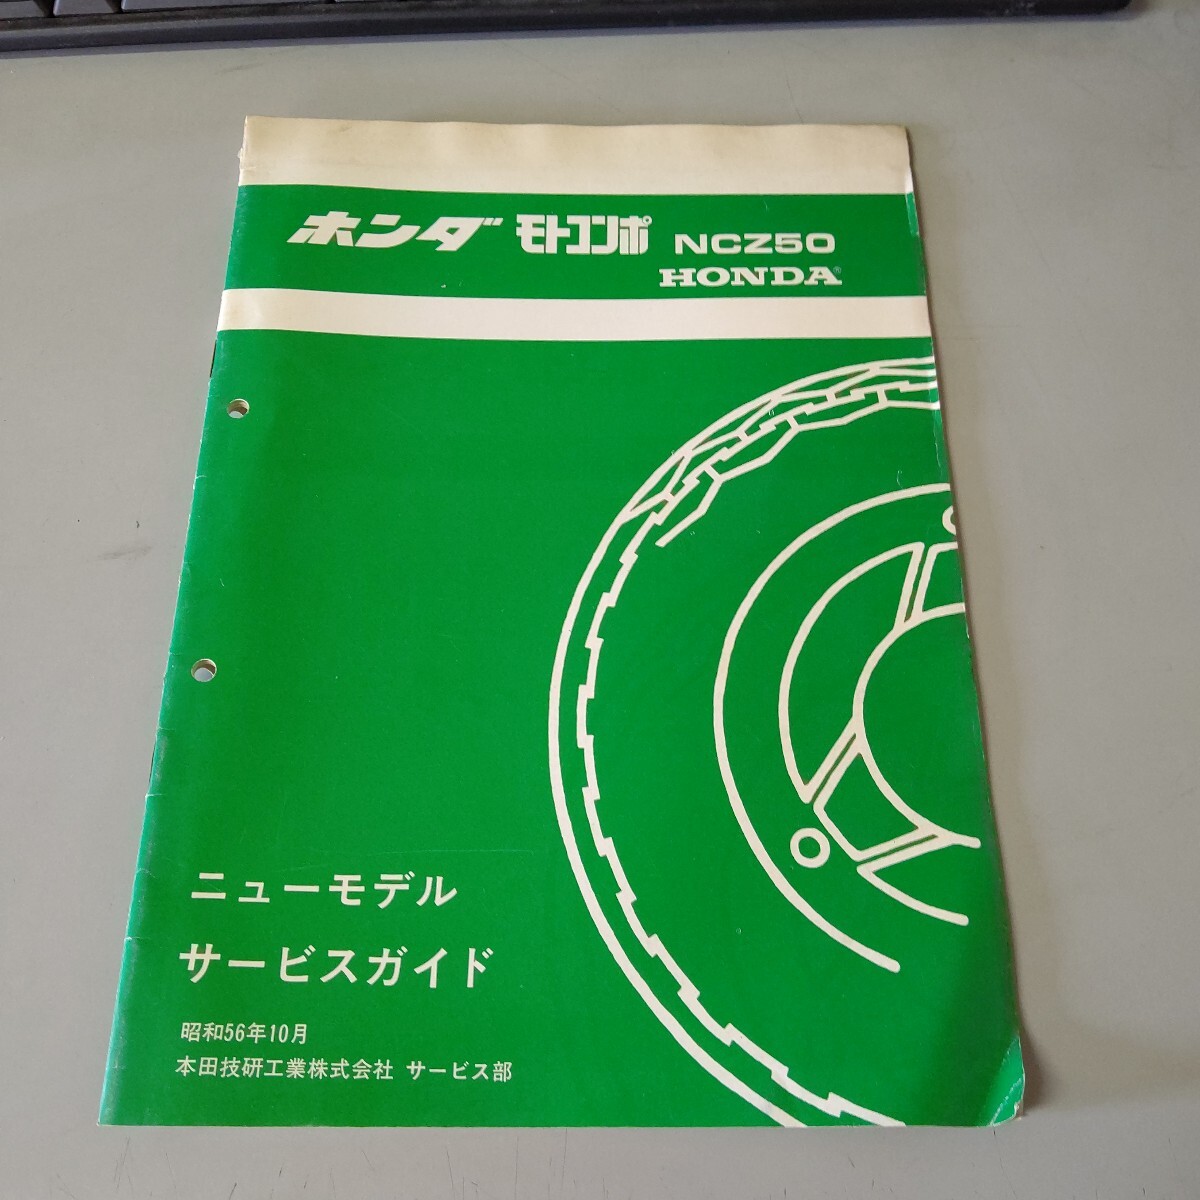 ホンダ モトコンポ NCZ50
HONDA®
ニューモデル
サービスガイド
昭和56年10月
本田技研工業株式会社 サービス部